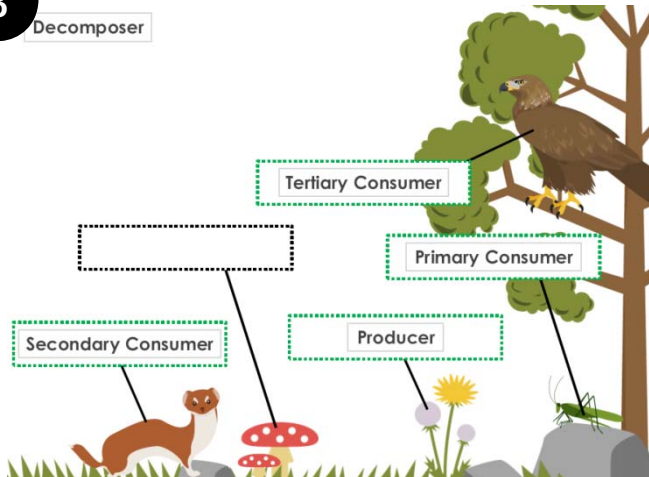 Decomposer
Tertiary Consumer
Primary Consumer
Producer
Secondary Consumer